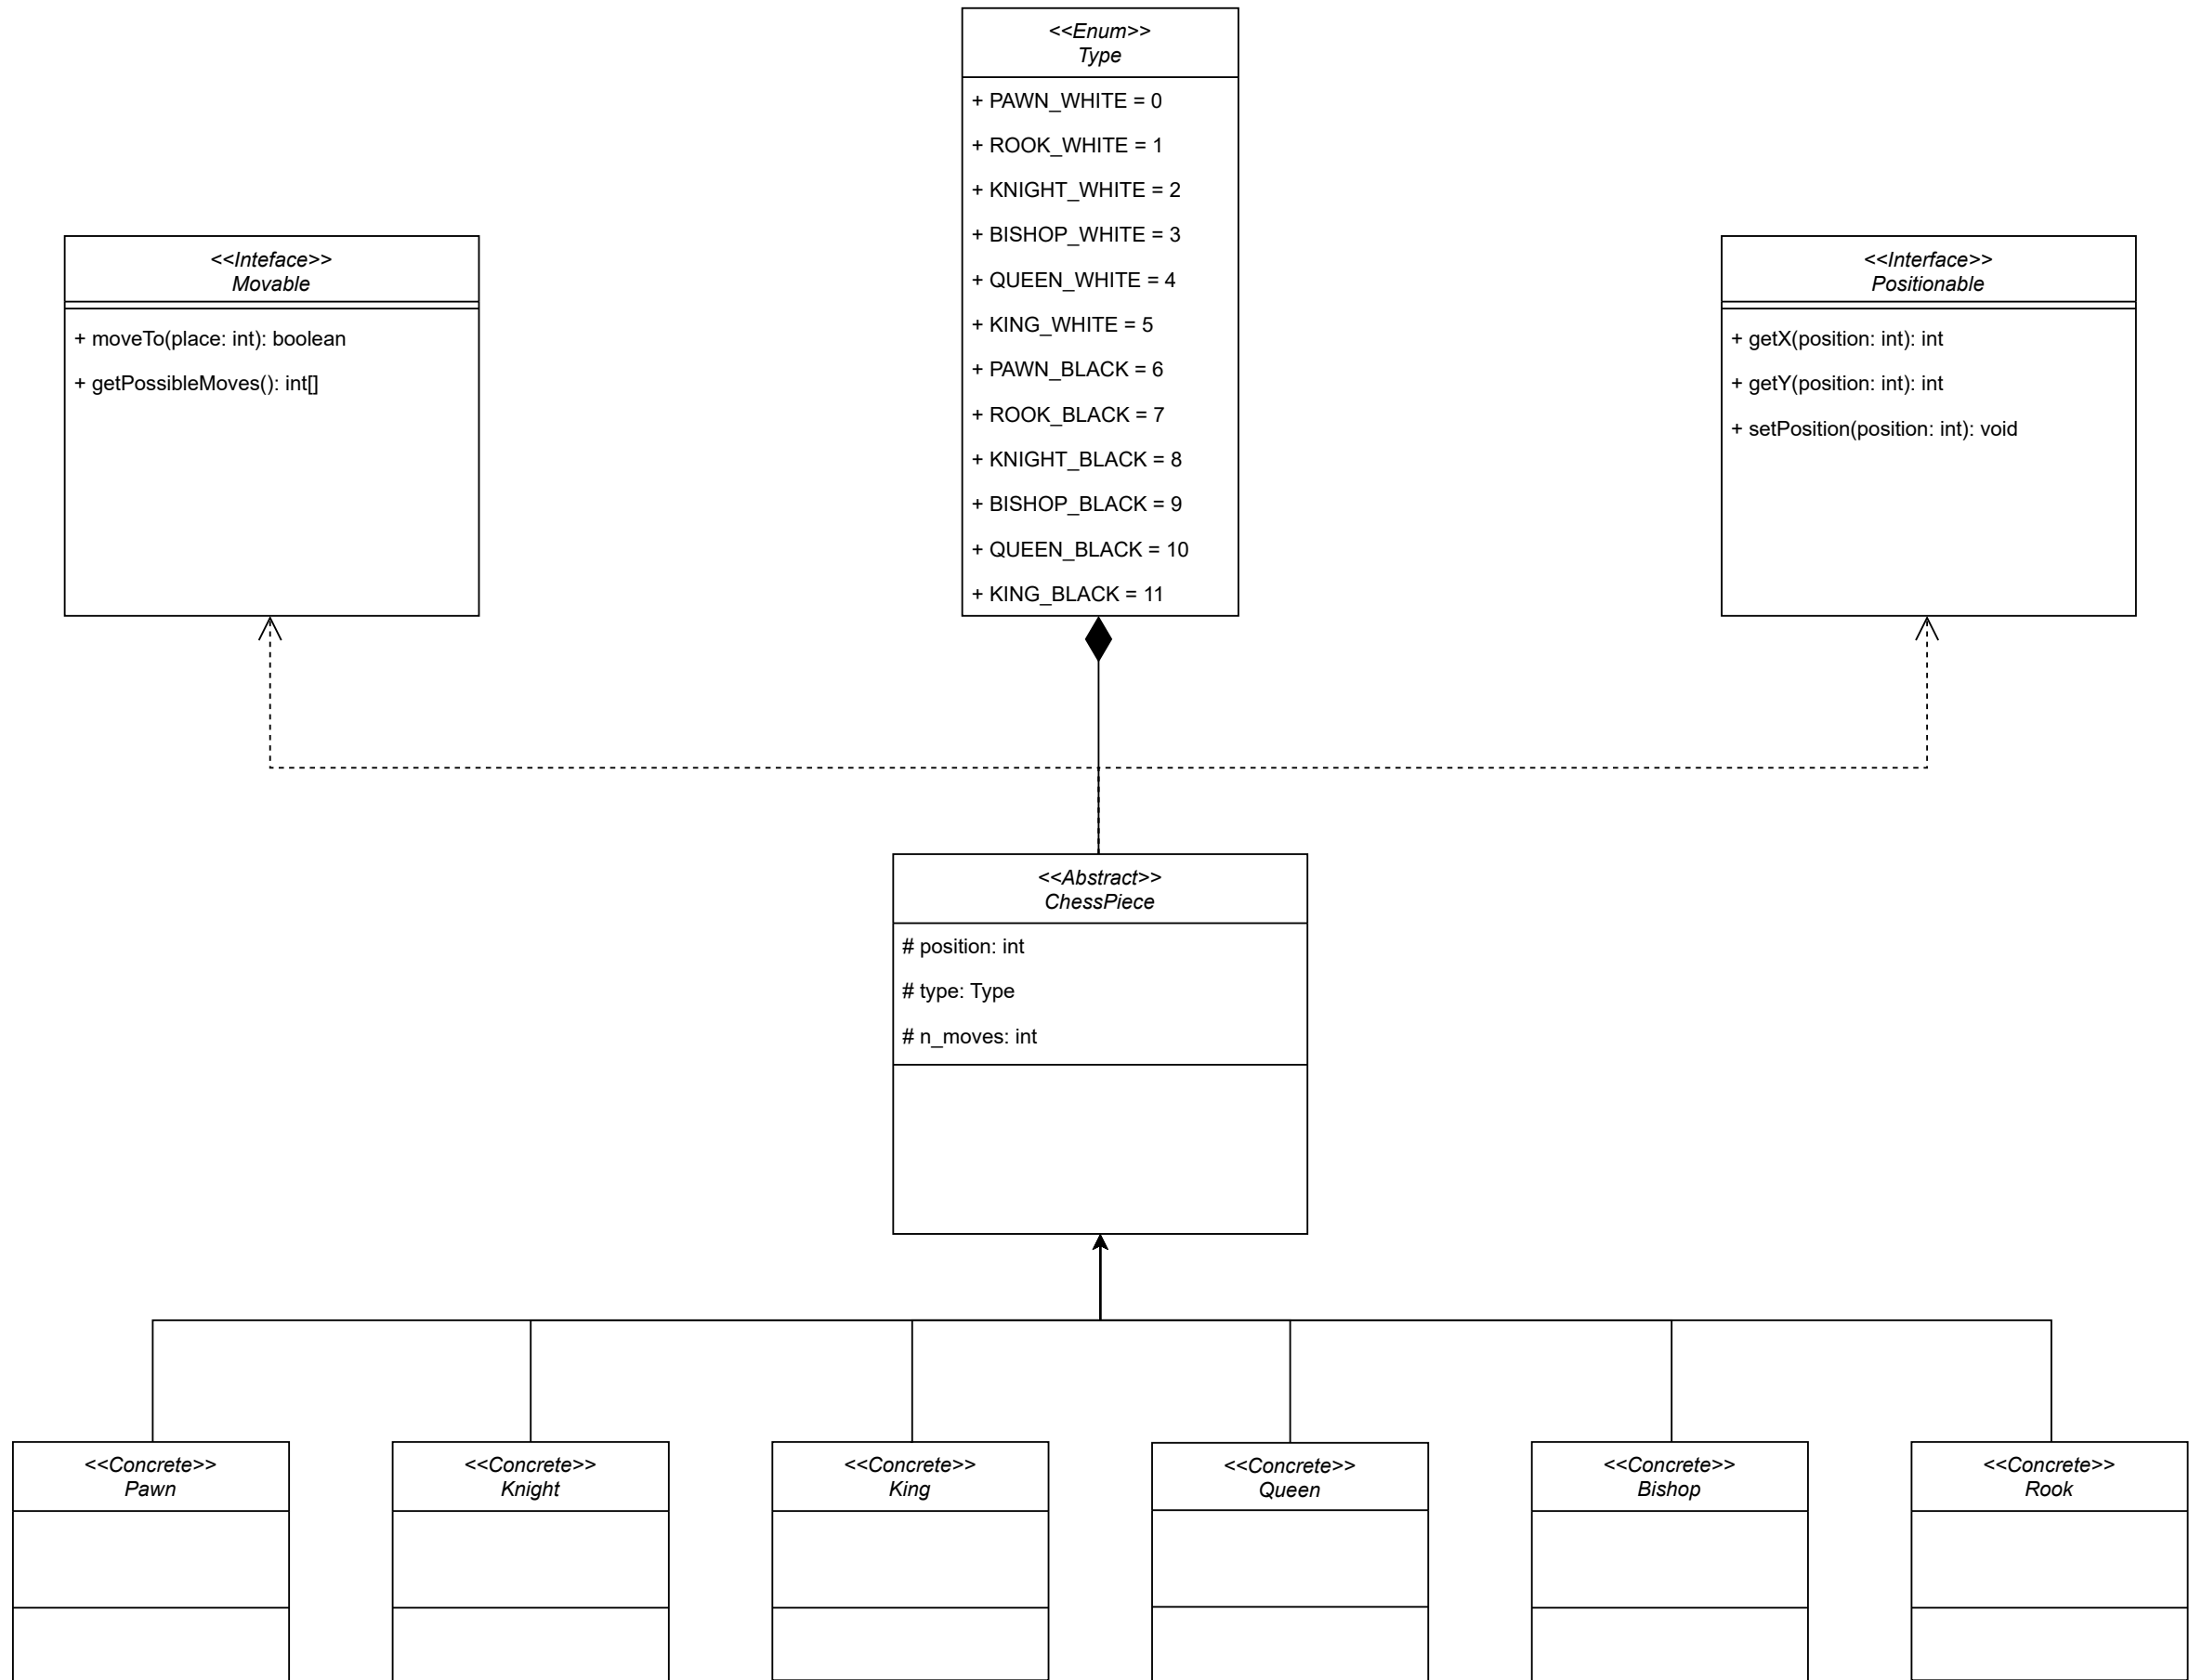 <<Enum>>
Type
+ PAWN_WHITE = 0
+ ROOK_WHITE = 1
+ KNIGHT_WHITE = 2
+ BISHOP_WHITE = 3
+ QUEEN_WHITE = 4
+ KING_WHITE = 5
+ PAWN_BLACK = 6
+ ROOK_BLACK = 7
+ KNIGHT_BLACK = 8
+ BISHOP_BLACK = 9
+ QUEEN_BLACK = 10
+ KING_BLACK = 11
<<Inteface>>
Movable
+ moveTo(place: int): boolean
+ getPossibleMoves(): int[]
<<Interface>>
Positionable
+ getX(position: int): int
+ getY(position: int): int
+ setPosition(position: int): void
<<Abstract>>
ChessPiece
# position: int
# type: Type
# n_moves: int
<<Concrete>>
Pawn
<<Concrete>>
Knight
<<Concrete>>
King
<<Concrete>>
Queen
<<Concrete>>
Bishop
<<Concrete>>
Rook